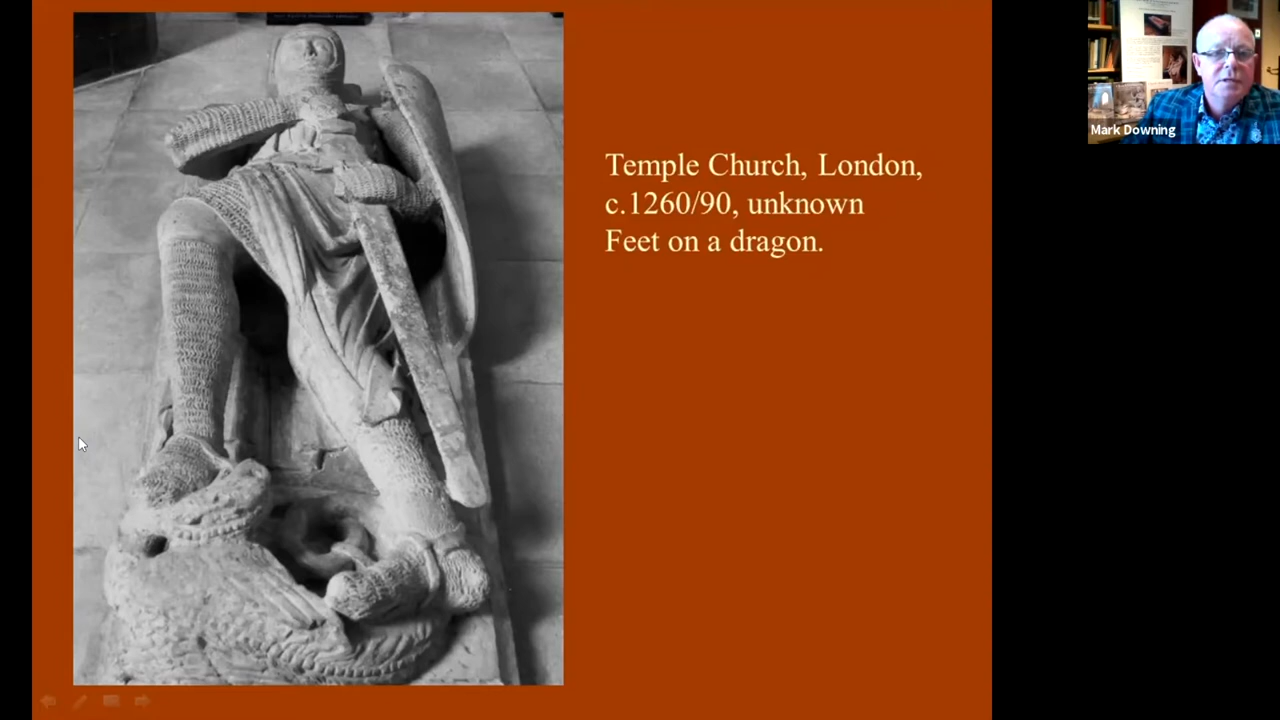 Temple Church, London,
c.1260/90, unknown
Feet on a dragon.
Mark Downing